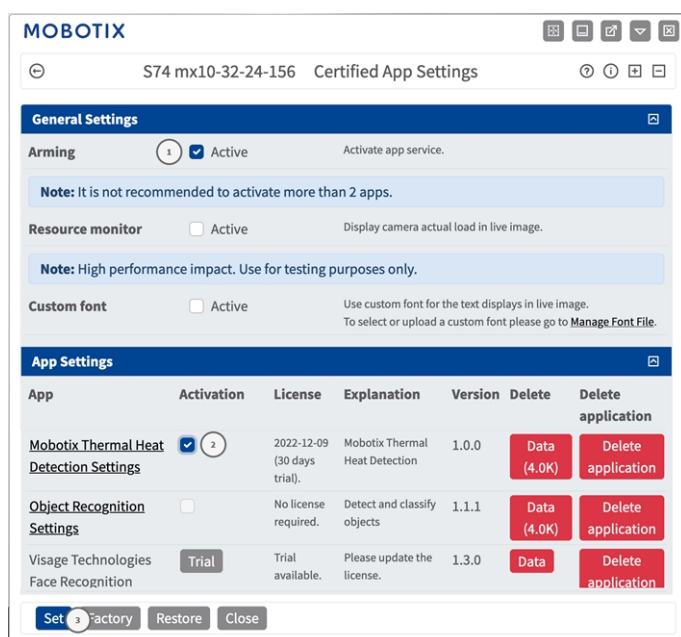 MOBOTIX
S74 mx10-32-24-156 Certified App Settings
General Settings
Arming 1 Active Activate app service.
Note: It is not recommended to activate more than 2 apps.
Resource monitor Active Display camera actual load in live image.
Note: High performance impact. Use for testing purposes only.
Custom font Active Use custom font for the text displays in live image.
To select or upload a custom font please go to Manage Font File.
App Settings
App Activation License Explanation Version Delete Delete
application
Mobotix Thermal Heat 2 2022-12-09 Mobotix Thermal 1.0.0 Data Delete
Detection Settings (30 days Heat Detection (4.0K) application
trial).
Object Recognition No license Detect and classify 1.1.1 Data Delete
Settings required. objects (4.0K) application
Visage Technologies Trial Trial Please update the 1.3.0 Data Delete
Face Recognition available. license. application
Set 3 Factory Restore Close